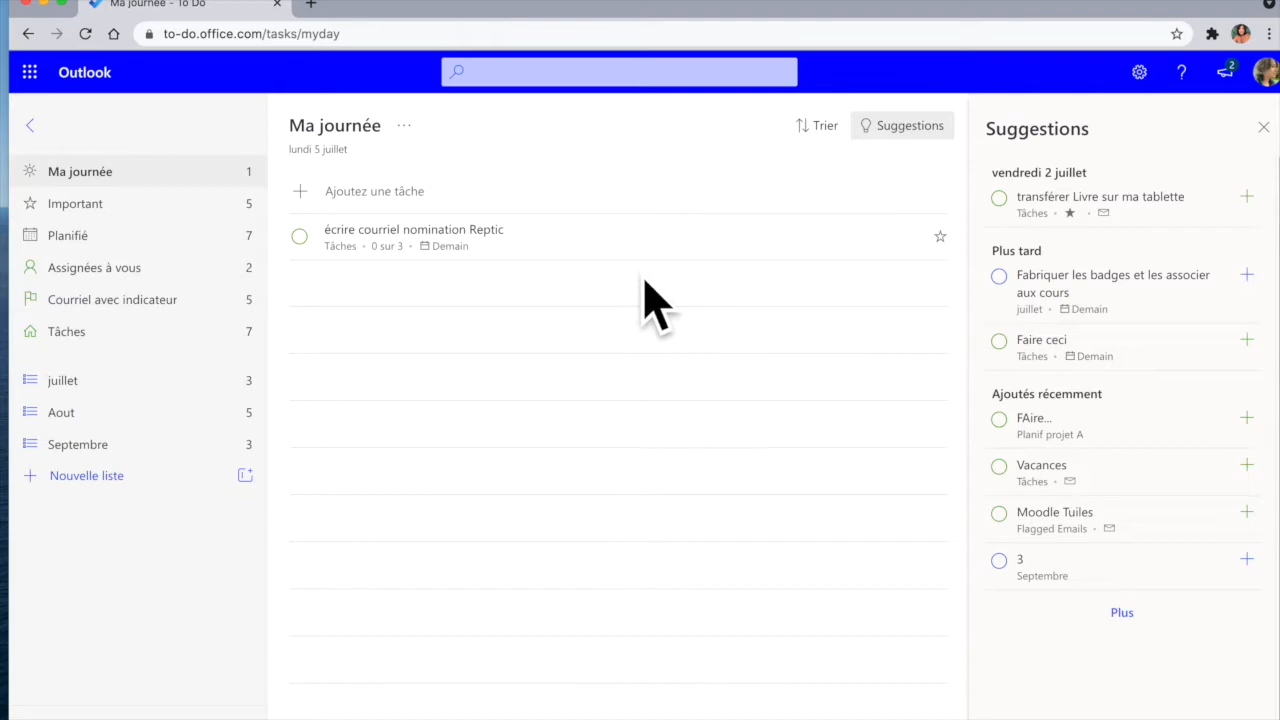 Ma journée - To Do
to-do.office.com/tasks/myday
Outlook
2
Ma journée ...
Trier
Suggestions
lundi 5 juillet
Ajoutez une tâche
écrire courriel nomination Reptic
Tâches • 0 sur 3 • Demain
Ma journée 1
Important 5
Planifié 7
Assignées à vous 2
Courriel avec indicateur 5
Tâches 7
juillet 3
Aout 5
Septembre 3
Nouvelle liste
Suggestions
vendredi 2 juillet
transférer Livre sur ma tablette
Tâches • ★ •
Plus tard
Fabriquer les badges et les associer
aux cours
juillet • Demain
Faire ceci
Tâches • Demain
Ajoutés récemment
FAire...
Planif projet A
Vacances
Tâches •
Moodle Tuiles
Flagged Emails •
3
Septembre
Plus